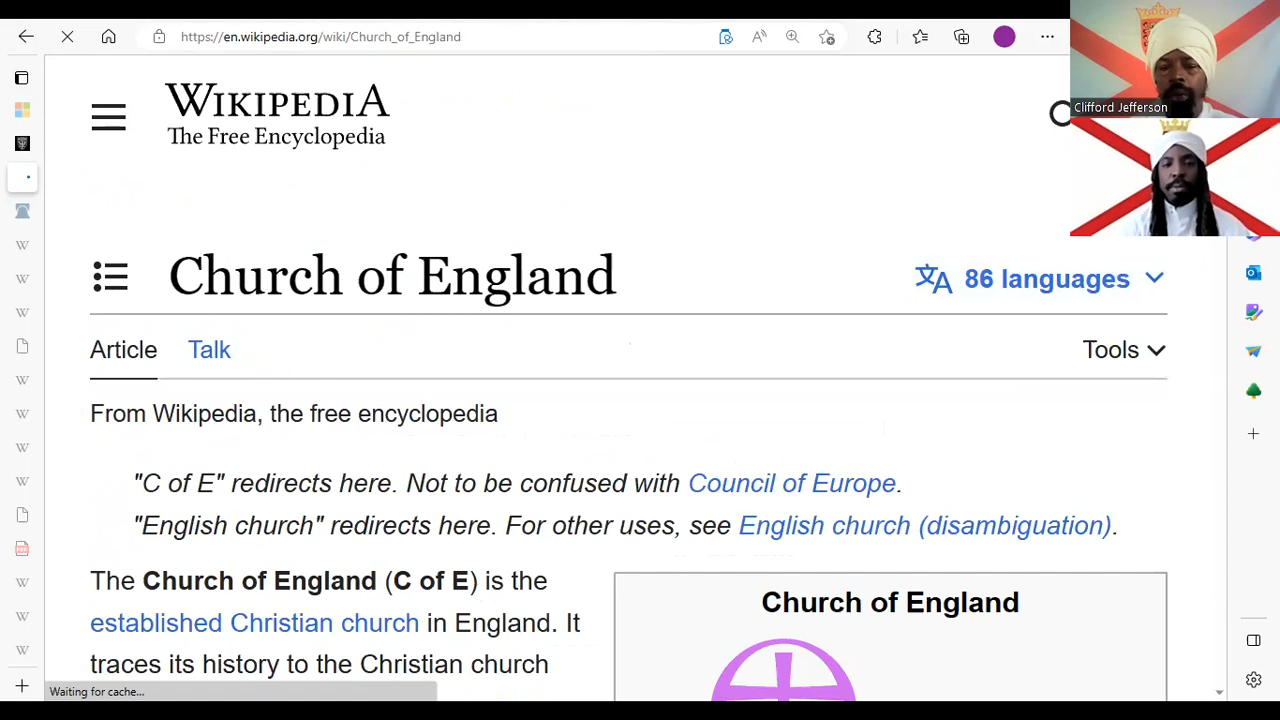 https://en.wikipedia.org/wiki/Church_of_England
Clifford Jefferson
WIKIPEDIA
The Free Encyclopedia
Church of England
86 languages
Article
Talk
Tools
From Wikipedia, the free encyclopedia
"C of E" redirects here. Not to be confused with Council of Europe.
"English church" redirects here. For other uses, see English church (disambiguation).
The Church of England (C of E) is the
established Christian church in England. It
traces its history to the Christian church
Church of England
Waiting for cache...